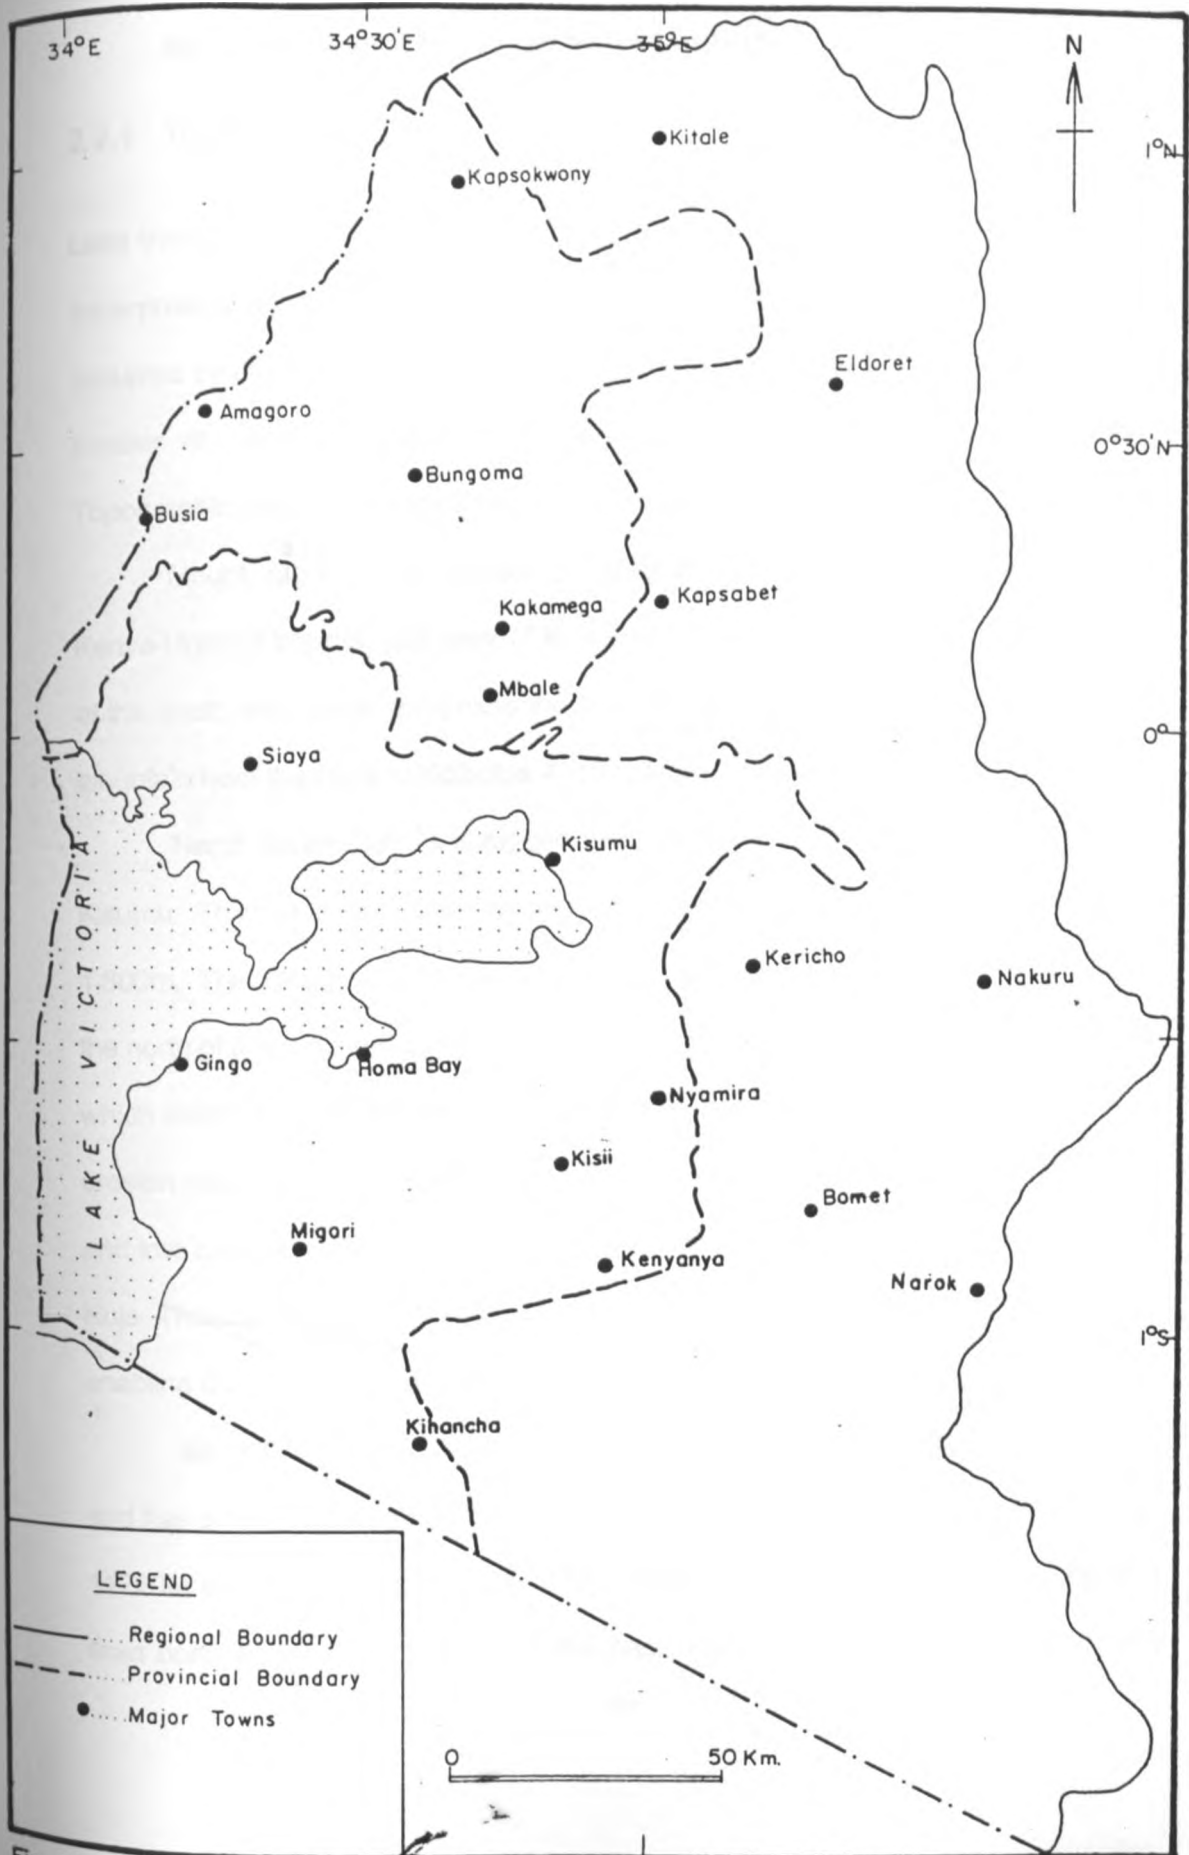 34°E 34°30'E 35°E
N
Kitale
1°N
Kapsokwony
Eldoret
Amagoro
0°30'N
Bungoma
Busia
Kapsabet
Kakamega
Mbale
0°
Siaya
Kisumu
LAKE VICTORIA
Kericho
Nakuru
Gingo
Homa Bay
Nyamira
Kisii
Bomet
Migori
Kenyanya
Narok
1°S
Kihancha
LEGEND
Regional Boundary
Provincial Boundary
Major Towns
0 50 Km.